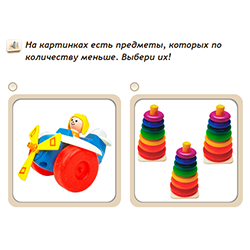 На картинках есть предметы, которых по
количеству меньше. Выбери их!